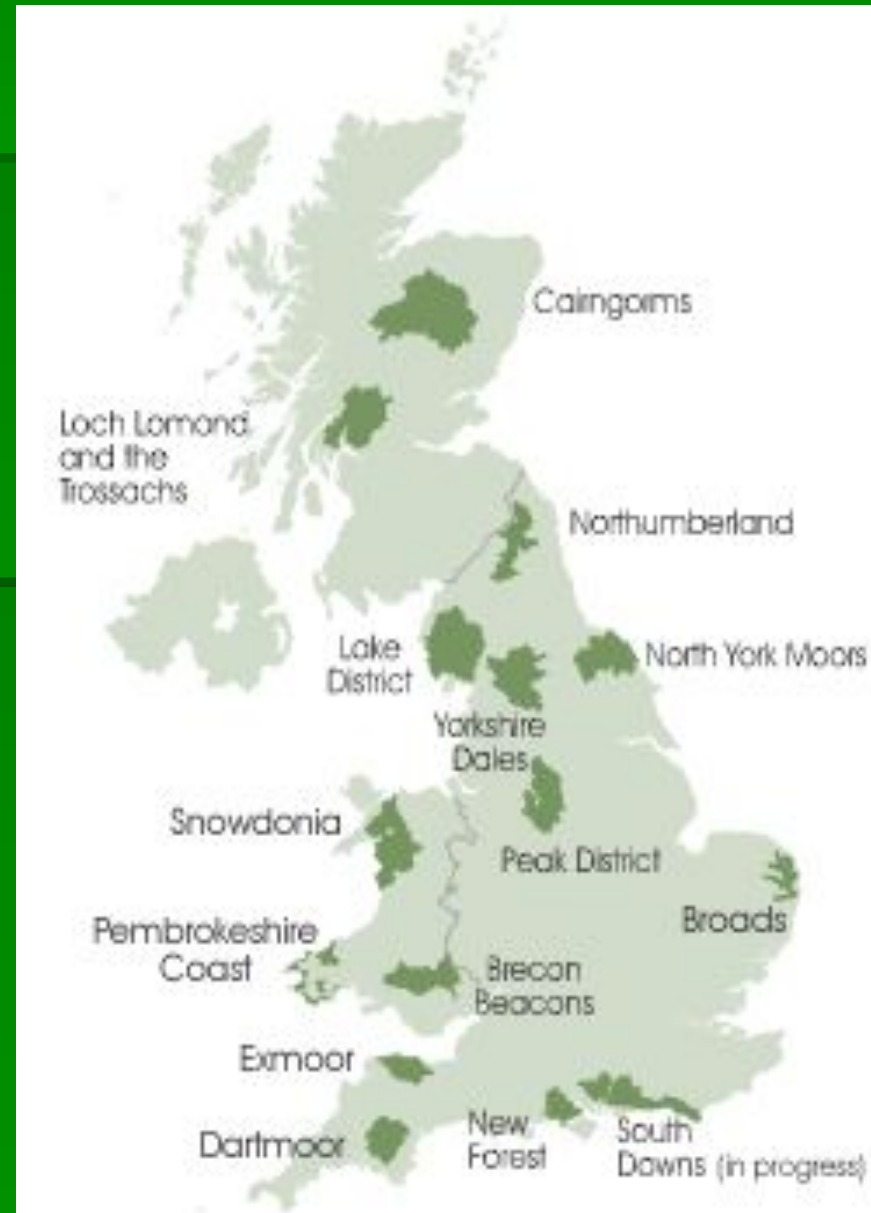 Cairngorms
Loch Lomond
and the
Trossachs
Northumberland
Lake
District
North York Moors
Yorkshire
Dales
Snowdonia
Peak District
Broads
Pembrokeshire
Coast
Brecon
Beacons
Exmoor
Dartmoor
New
Forest
South
Downs (in progress)